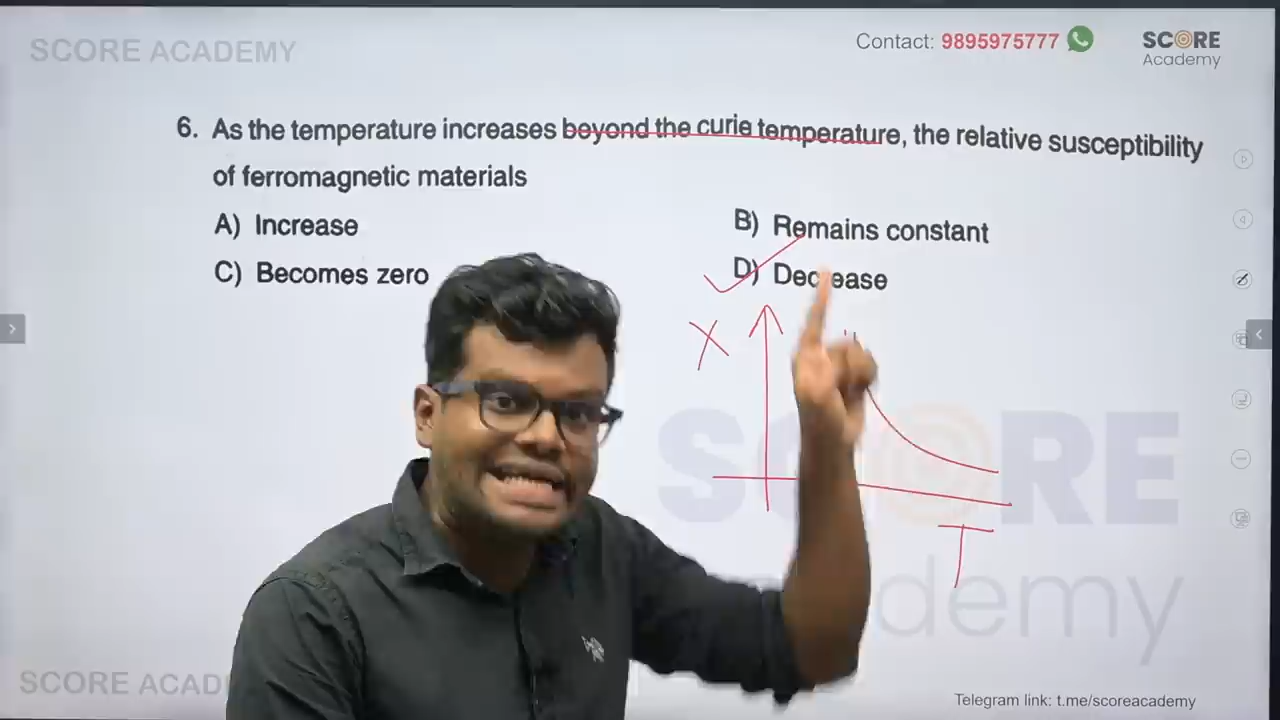 SCORE ACADEMY
Contact: 9895975777
SCORE
Academy
6. As the temperature increases beyond the curie temperature, the relative susceptibility
of ferromagnetic materials
A) Increase
B) Remains constant
C) Becomes zero
D) Decrease
X
T
SCORE
demy
SCORE ACAD
Telegram link: t.me/scoreacademy